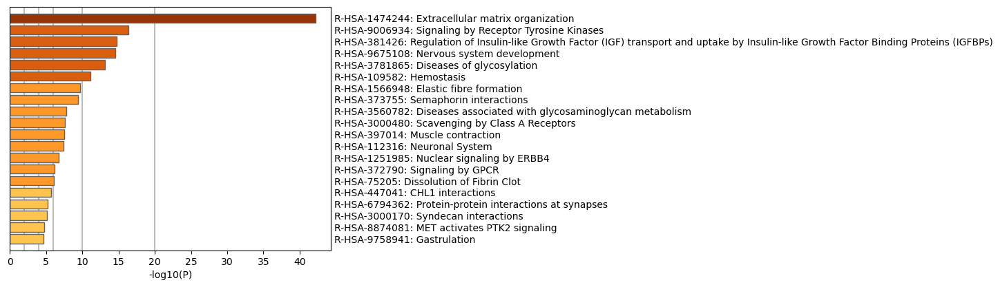 R-HSA-1474244: Extracellular matrix organization
R-HSA-9006934: Signaling by Receptor Tyrosine Kinases
R-HSA-381426: Regulation of Insulin-like Growth Factor (IGF) transport and uptake by Insulin-like Growth Factor Binding Proteins (IGFBPs)
R-HSA-9675108: Nervous system development
R-HSA-3781865: Diseases of glycosylation
R-HSA-109582: Hemostasis
R-HSA-1566948: Elastic fibre formation
R-HSA-373755: Semaphorin interactions
R-HSA-3560782: Diseases associated with glycosaminoglycan metabolism
R-HSA-3000480: Scavenging by Class A Receptors
R-HSA-397014: Muscle contraction
R-HSA-112316: Neuronal System
R-HSA-1251985: Nuclear signaling by ERBB4
R-HSA-372790: Signaling by GPCR
R-HSA-75205: Dissolution of Fibrin Clot
R-HSA-447041: CHL1 interactions
R-HSA-6794362: Protein-protein interactions at synapses
R-HSA-3000170: Syndecan interactions
R-HSA-8874081: MET activates PTK2 signaling
R-HSA-9758941: Gastrulation
0 5 10 15 20 25 30 35 40
-log10(P)